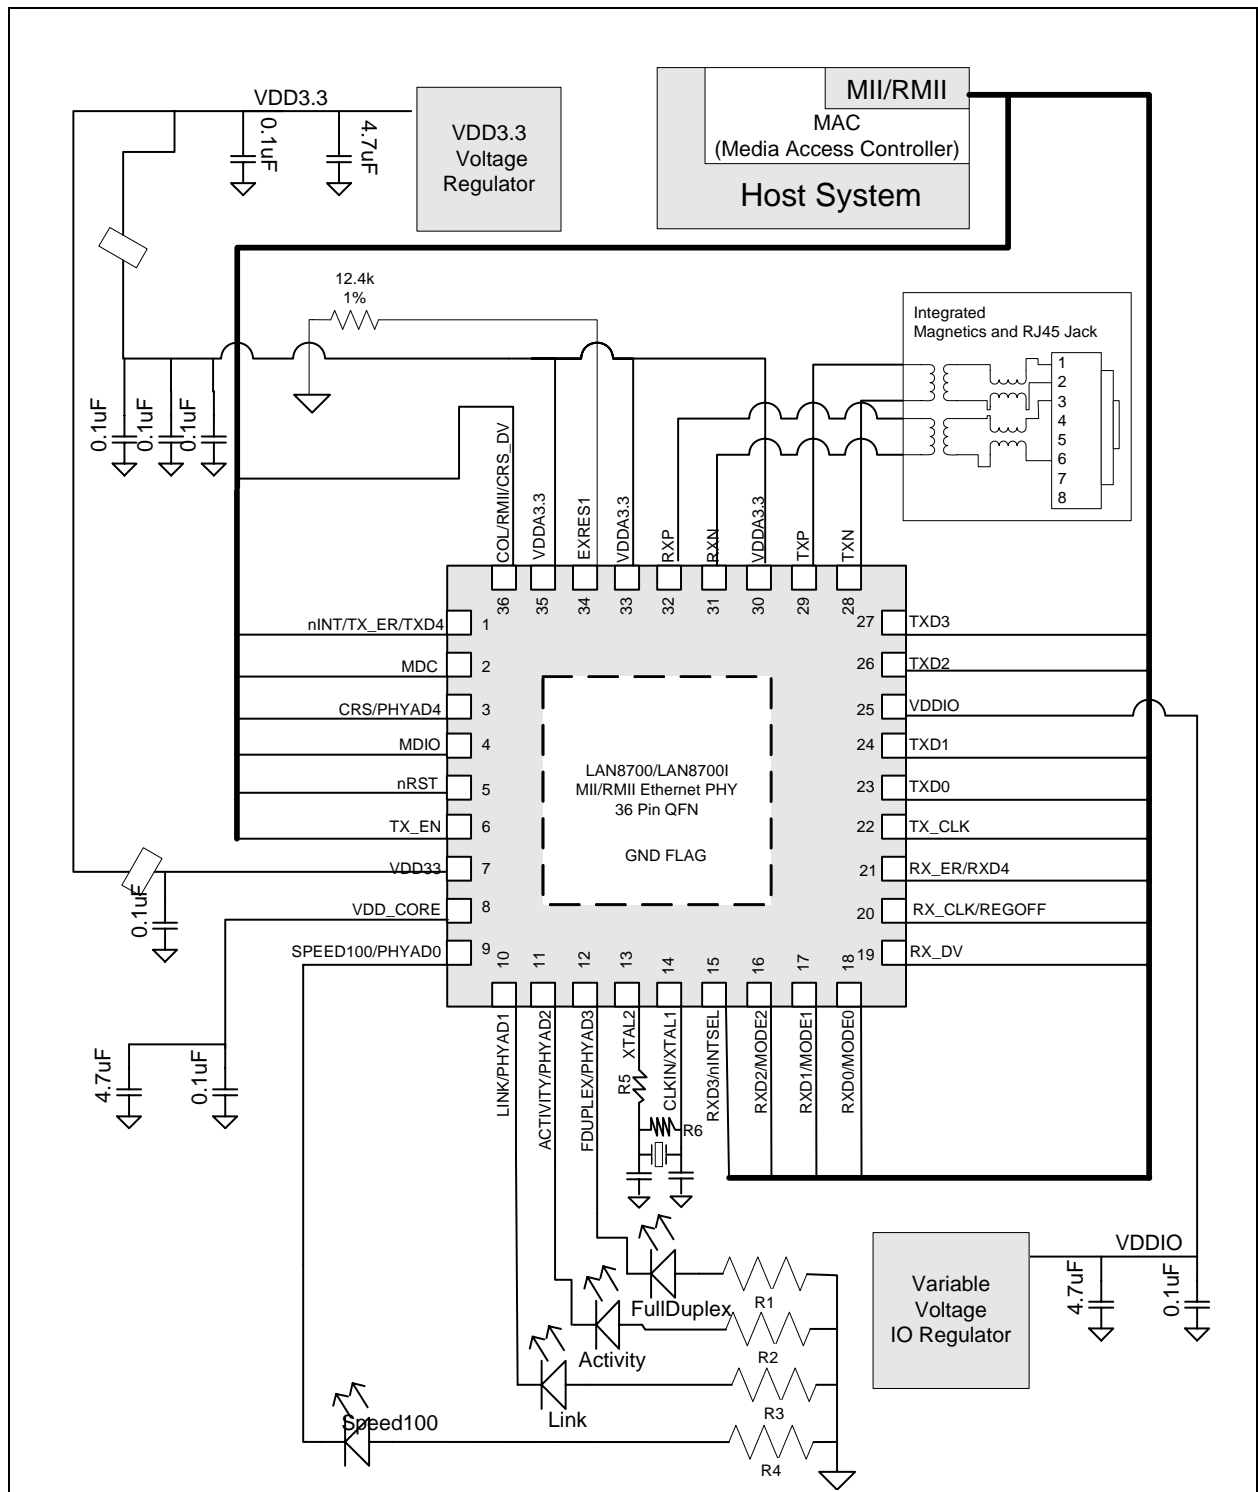 VDD3.3
0.1uF
4.7uF
VDD3.3
Voltage
Regulator
MII/RMII
MAC
(Media Access Controller)
Host System
12.4k
1%
Integrated
Magnetics and RJ45 Jack
1
2
3
4
5
6
7
8
0.1uF
0.1uF
0.1uF
COL/RMII/CRS_DV
VDDA3.3
EXRES1
VDDA3.3
RXP
RXN
VDDA3.3
TXP
TXN
36
35
34
33
32
31
30
29
28
nINT/TX_ER/TXD4
1
MDC
2
CRS/PHYAD4
3
MDIO
4
nRST
5
TX_EN
6
VDD33
7
VDD_CORE
8
SPEED100/PHYAD0
9
0.1uF
4.7uF
0.1uF
LAN8700/LAN8700I
MII/RMII Ethernet PHY
36 Pin QFN
GND FLAG
27
TXD3
26
TXD2
25
VDDIO
24
TXD1
23
TXD0
22
TX_CLK
21
RX_ER/RXD4
20
RX_CLK/REGOFF
19
RX_DV
10
11
12
13
14
15
16
17
18
LINK/PHYAD1
ACTIVITY/PHYAD2
FDUPLEX/PHYAD3
XTAL2
CLKIN/XTAL1
RXD3/nINTSEL
RXD2/MODE2
RXD1/MODE1
RXD0/MODE0
R5
R6
FullDuplex
R1
Activity
R2
Link
R3
Speed100
R4
Variable
Voltage
IO Regulator
VDDIO
4.7uF
0.1uF